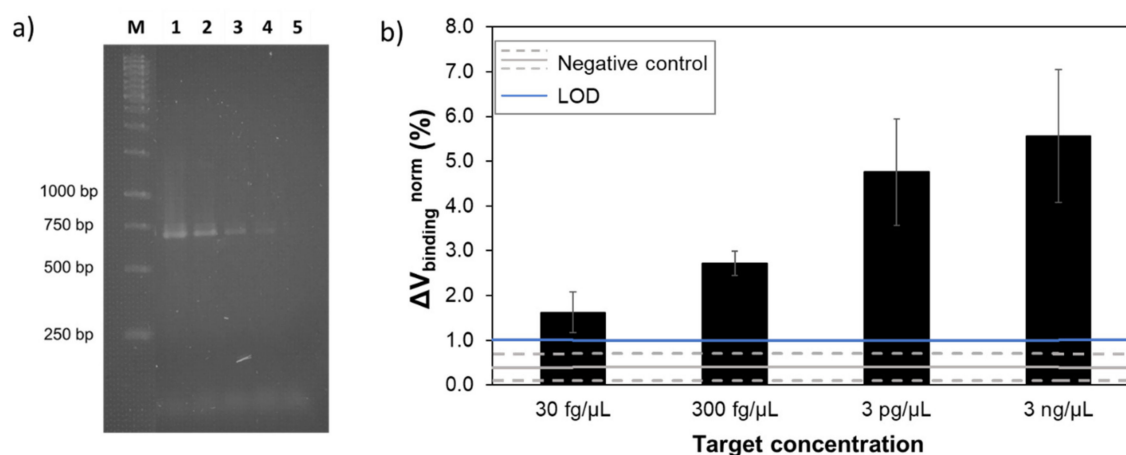 a)
M 1 2 3 4 5
1000 bp
750 bp
500 bp
250 bp
b)
ΔV_binding^norm (%)
8.0
7.0
6.0
5.0
4.0
3.0
2.0
1.0
0.0
Negative control
LOD
30 fg/µL 300 fg/µL 3 pg/µL 3 ng/µL
Target concentration